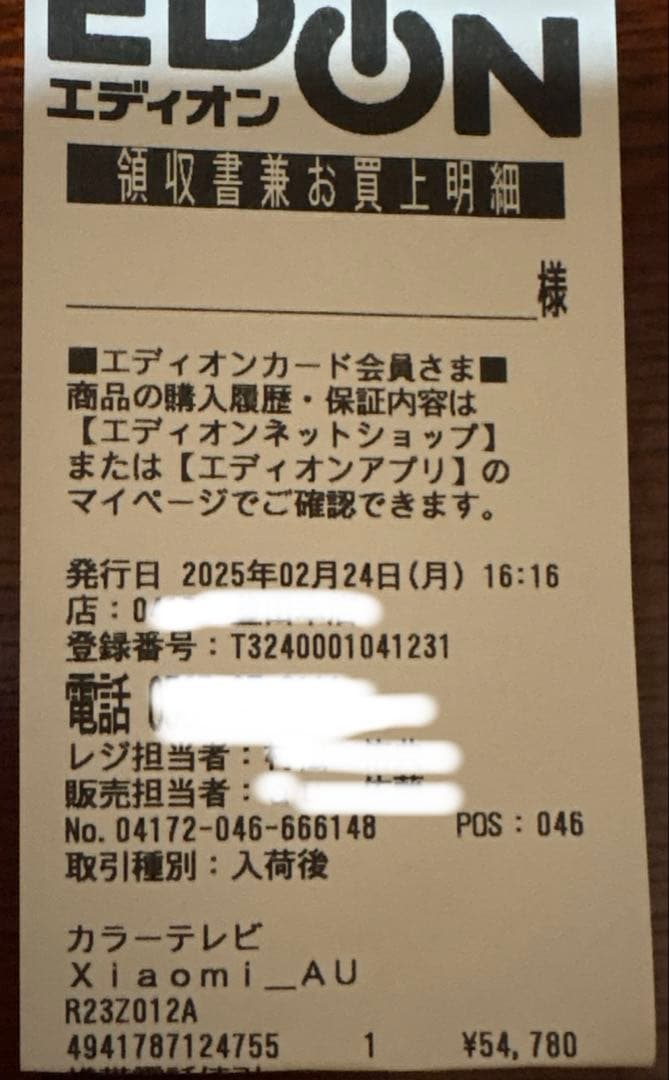 EDION
エディオン
領収書兼お買上明細
様
■エディオンカード会員さま■
商品の購入履歴・保証内容は
【エディオンネットショップ】
または【エディオンアプリ】の
マイページでご確認できます。
発行日 2025年02月24日(月) 16:16
店:0
登録番号:T3240001041231
電話
レジ担当者:
販売担当者:
No.04172-046-666148 POS:046
取引種別:入荷後
カラーテレビ
Xiaomi_AU
R23Z012A
4941787124755 1 ¥54,780